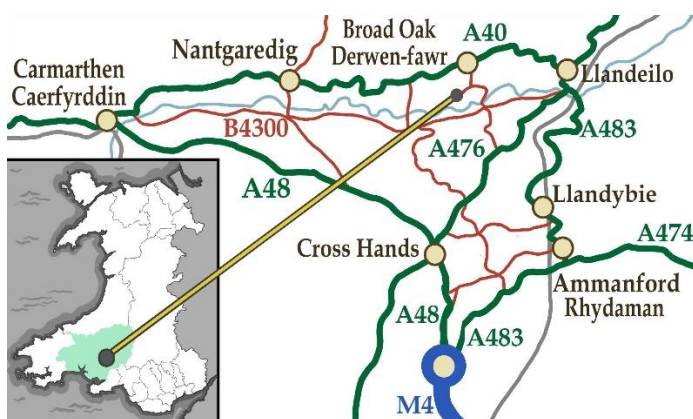 Broad Oak
Derwen-fawr
A40
Nantgaredig
Carmarthen
Caerfyrddin
Llandeilo
B4300
A476
A483
A48
Llandybie
A474
Cross Hands
Ammanford
Rhydaman
A48
A483
M4